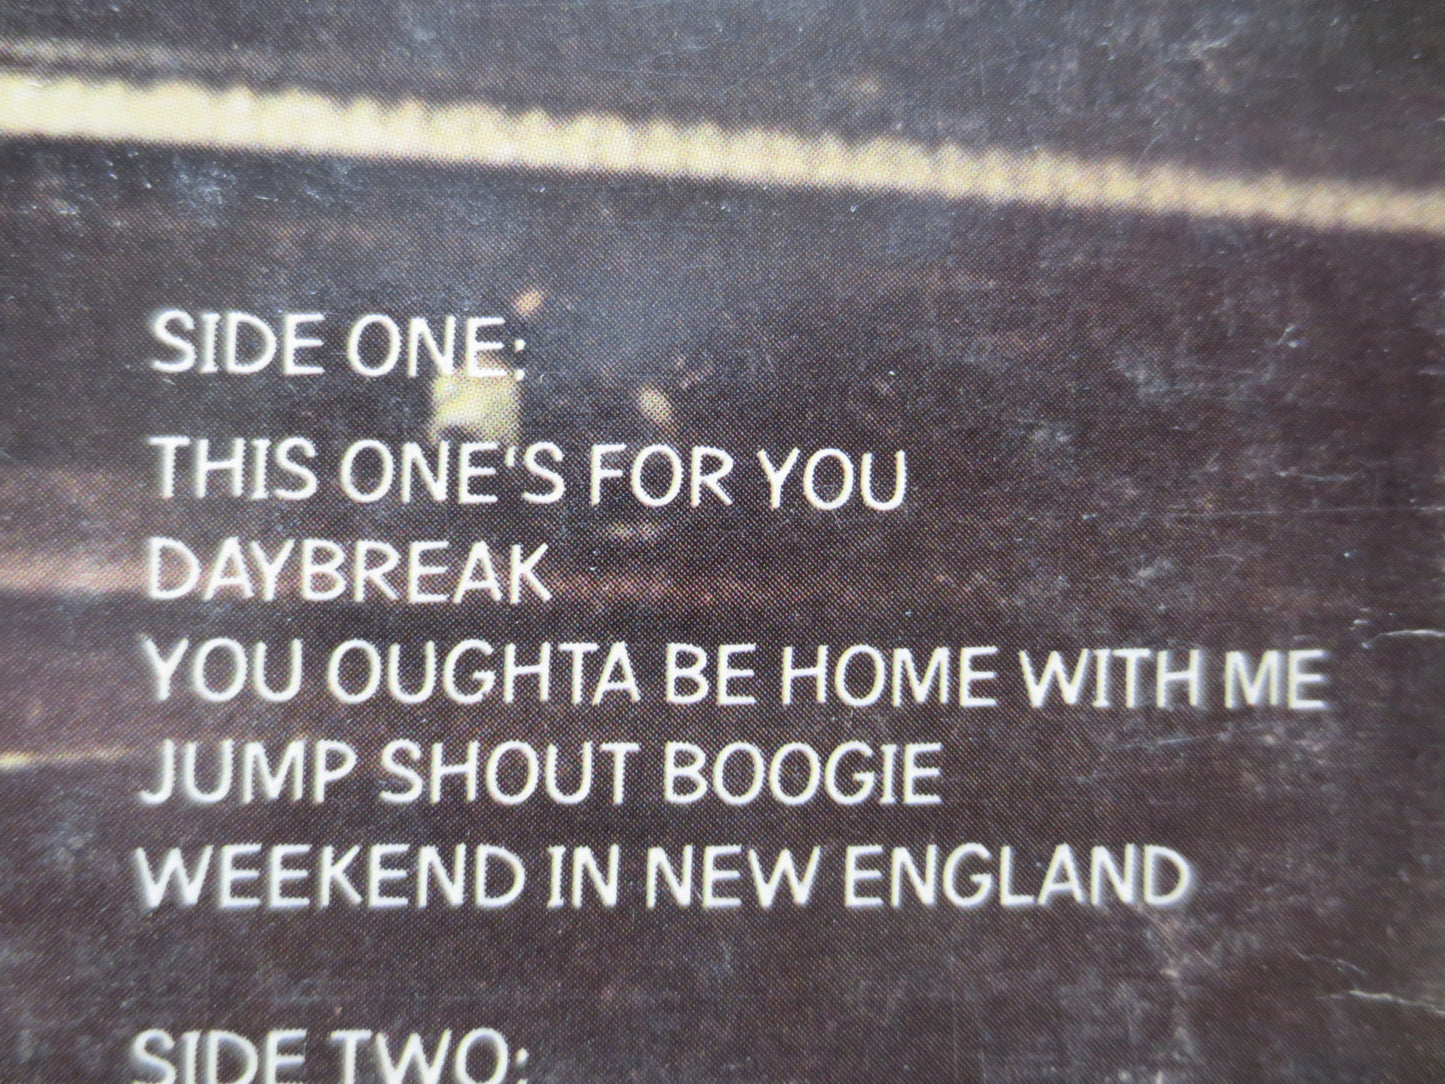 SIDE ONE:
THIS ONE'S FOR YOU
DAYBREAK
YOU OUGHTA BE HOME WITH ME
JUMP SHOUT BOOGIE
WEEKEND IN NEW ENGLAND
SIDE TWO: